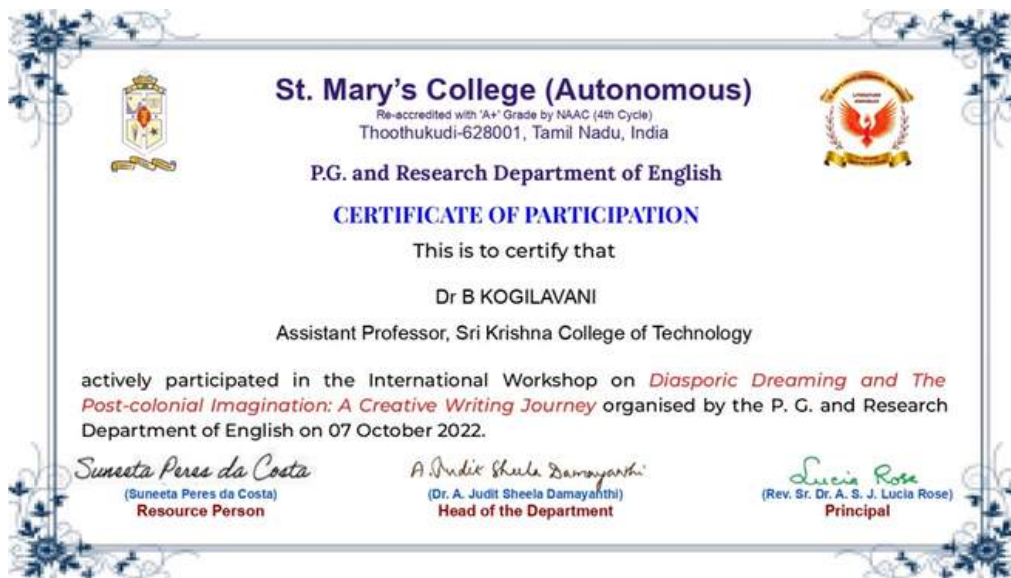 St. Mary's College (Autonomous)
Re-accredited with 'A+' Grade by NAAC (4th Cycle)
Thoothukudi-628001, Tamil Nadu, India
P.G. and Research Department of English
CERTIFICATE OF PARTICIPATION
This is to certify that
Dr B KOGILAVANI
Assistant Professor, Sri Krishna College of Technology
actively participated in the International Workshop on Diasporic Dreaming and The
Post-colonial Imagination: A Creative Writing Journey organised by the P. G. and Research
Department of English on 07 October 2022.
Suneeta Peres da Costa
A. Judit Sheela Damayanthi
Lucia Rose
(Suneeta Peres da Costa)
(Dr. A. Judit Sheela Damayanthi)
(Rev. Sr. Dr. A. S. J. Lucia Rose)
Resource Person
Head of the Department
Principal